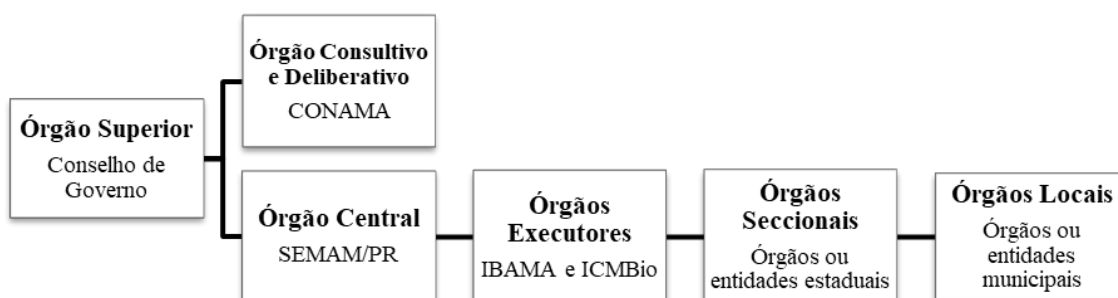 Órgão Superior
Conselho de
Governo
Órgão Consultivo
e Deliberativo
CONAMA
Órgão Central
SEMAM/PR
Órgãos
Executores
IBAMA e ICMBio
Órgãos
Seccionais
Órgãos ou
entidades estaduais
Órgãos Locais
Órgãos ou
entidades
municipais